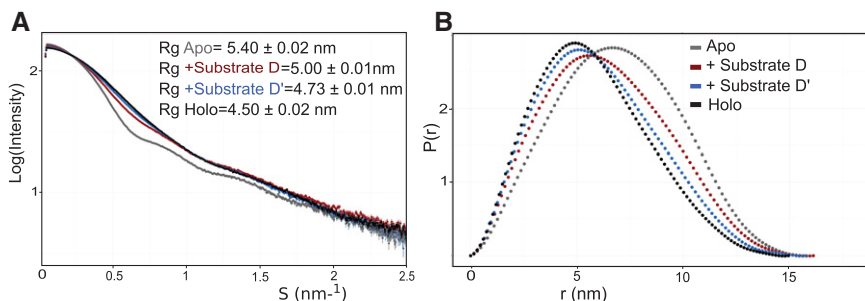 A
Rg Apo= 5.40 ± 0.02 nm
Rg +Substrate D=5.00 ± 0.01nm
Rg +Substrate D'=4.73 ± 0.01 nm
Rg Holo=4.50 ± 0.02 nm
Log(Intensity)
2
1
0 0.5 1 1.5 2 2.5
S (nm-1)
B
Apo
+ Substrate D
+ Substrate D'
Holo
P(r)
2
1
0 5 10 15
r (nm)